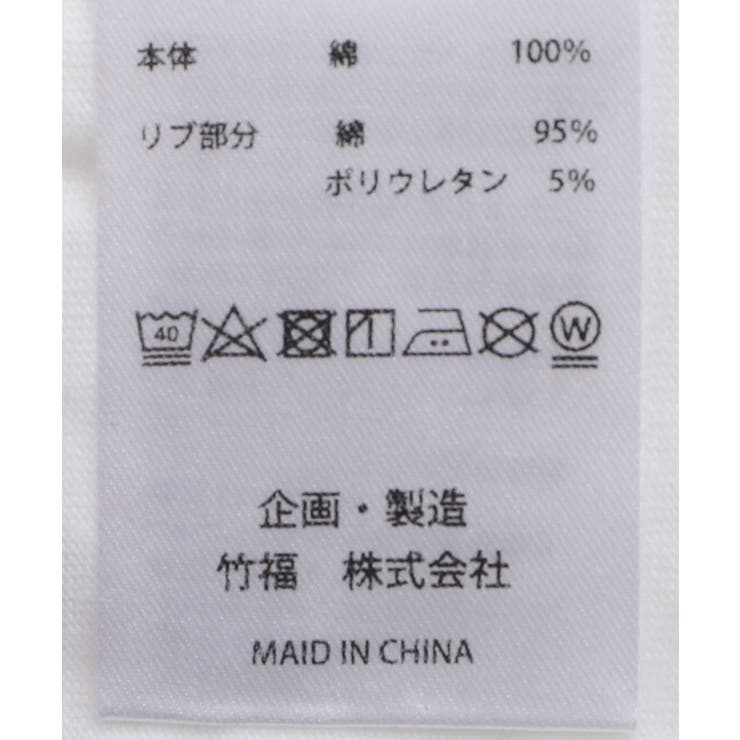 本体 綿 100%
リブ部分 綿 95%
ポリウレタン 5%
40 W
企画・製造
竹福 株式会社
MAID IN CHINA